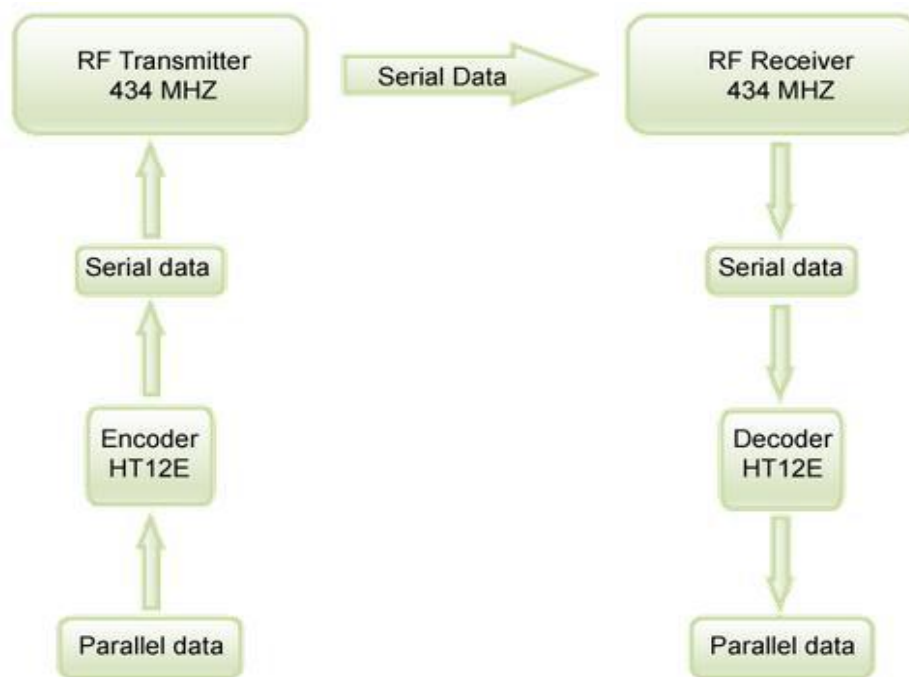 RF Transmitter
434 MHZ
Serial Data
RF Receiver
434 MHZ
Serial data
Serial data
Encoder
HT12E
Decoder
HT12E
Parallel data
Parallel data